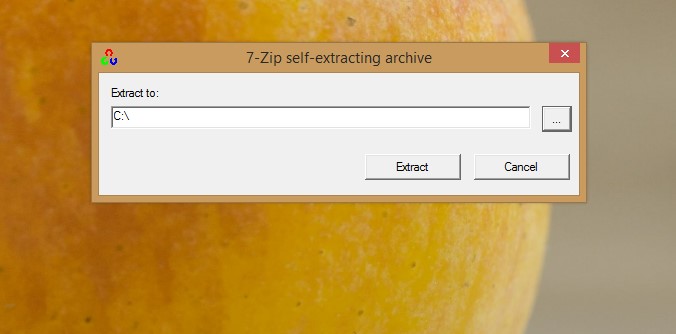 7-Zip self-extracting archive
Extract to:
C:\
...
Extract Cancel